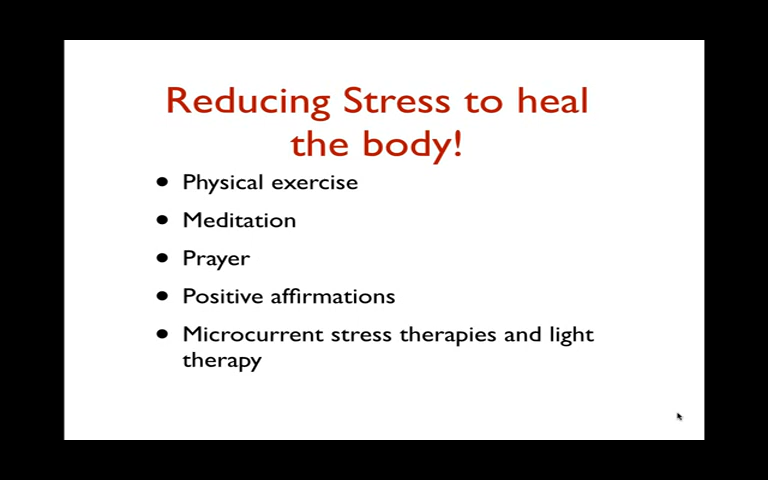 Reducing Stress to heal
the body!
• Physical exercise
• Meditation
• Prayer
• Positive affirmations
• Microcurrent stress therapies and light
therapy